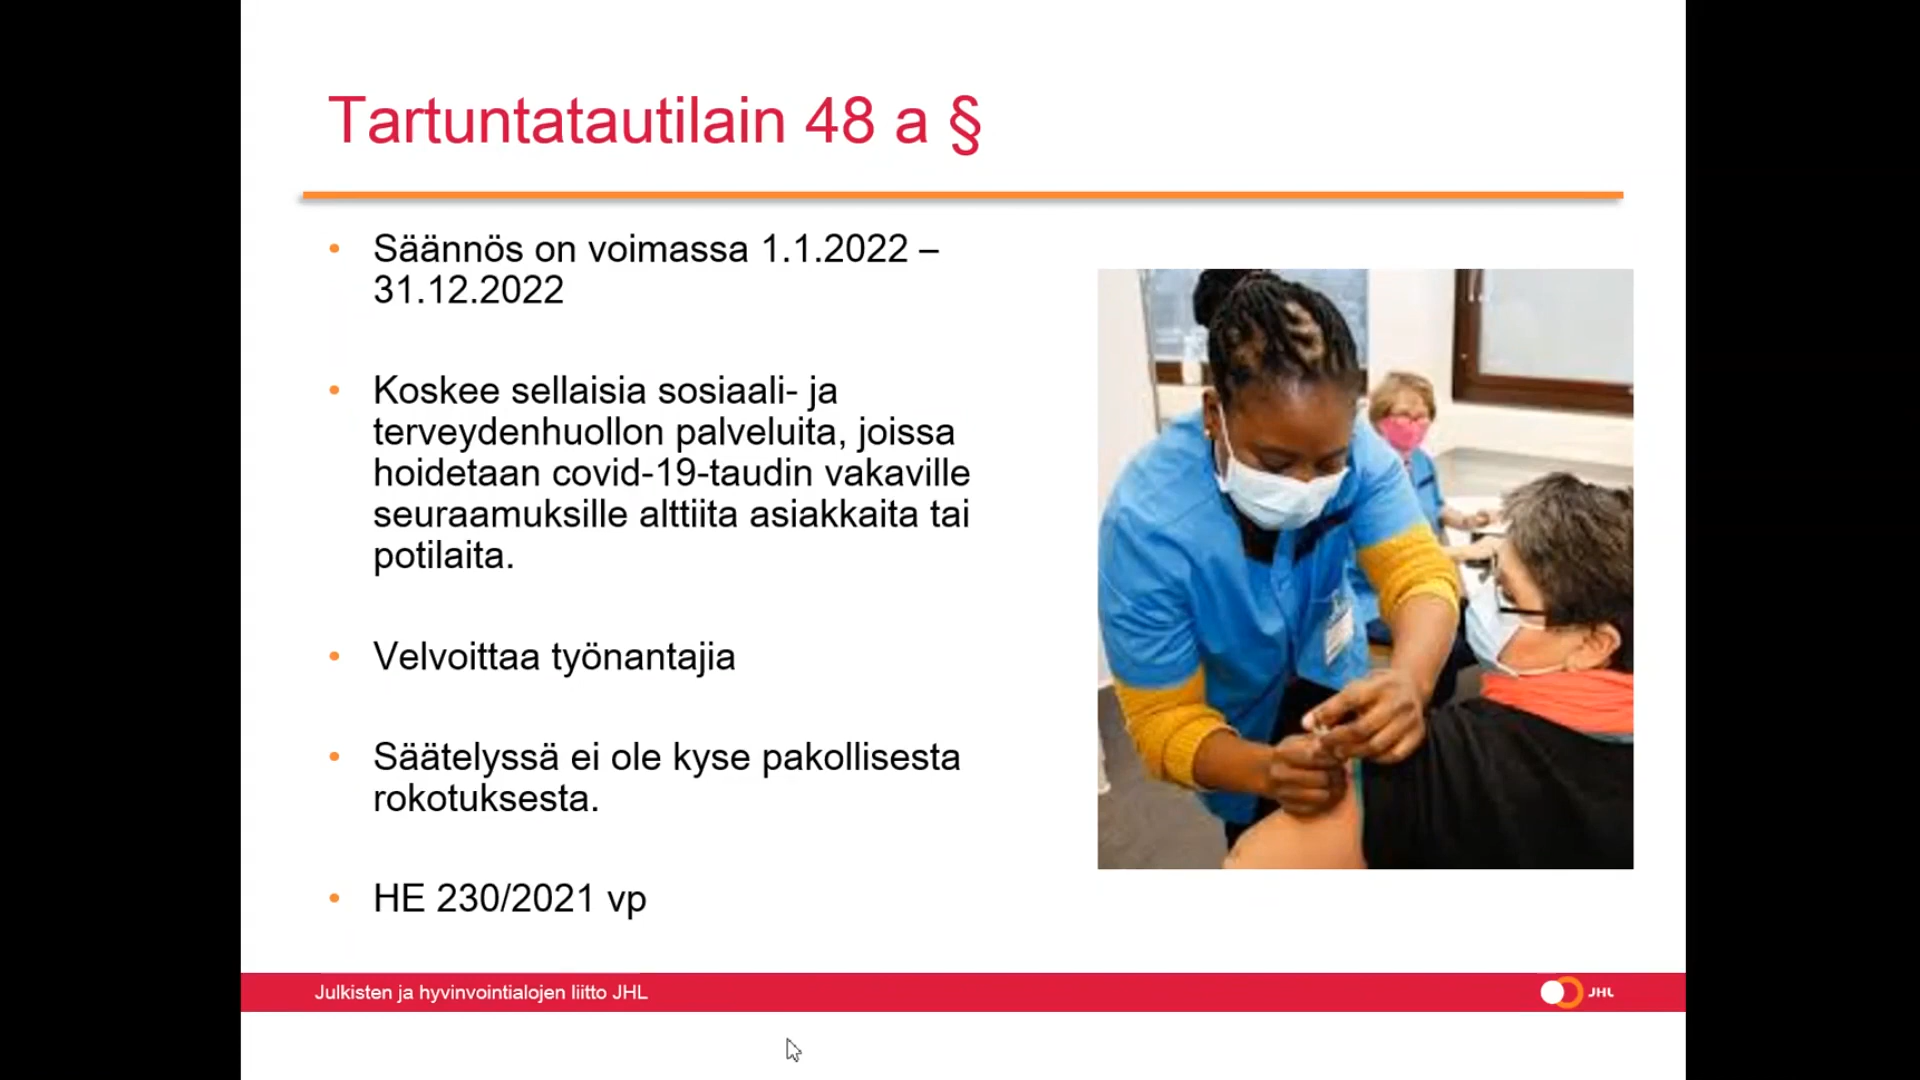 Tartuntatautilain 48 a §
• Säännös on voimassa 1.1.2022 –
31.12.2022
• Koskee sellaisia sosiaali- ja
terveydenhuollon palveluita, joissa
hoidetaan covid-19-taudin vakaville
seuraamuksille alttiita asiakkaita tai
potilaita.
• Velvoittaa työnantajia
• Säätelyssä ei ole kyse pakollisesta
rokotuksesta.
• HE 230/2021 vp
Julkisten ja hyvinvointialojen liitto JHL
JHL